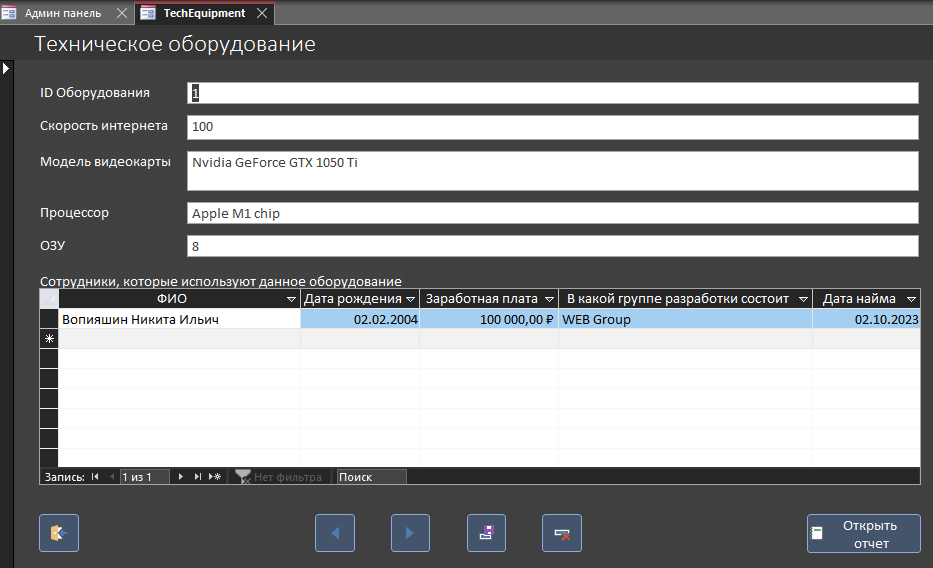 Админ панель TechEquipment
Техническое оборудование
ID Оборудования 1
Скорость интернета 100
Модель видеокарты Nvidia GeForce GTX 1050 Ti
Процессор Apple M1 chip
ОЗУ 8
Сотрудники, которые используют данное оборудование
ФИО Дата рождения Заработная плата В какой группе разработки состоит Дата найма
Вопияшин Никита Ильич 02.02.2004 100 000,00 ₽ WEB Group 02.10.2023
Запись: 1 из 1 Нет фильтра Поиск
Открыть
отчет